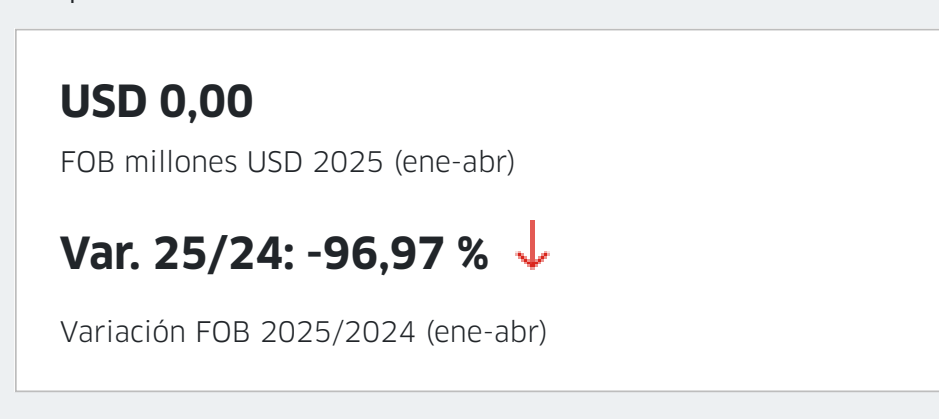 USD 0,00
FOB millones USD 2025 (ene-abr)
Var. 25/24: -96,97 %
Variación FOB 2025/2024 (ene-abr)